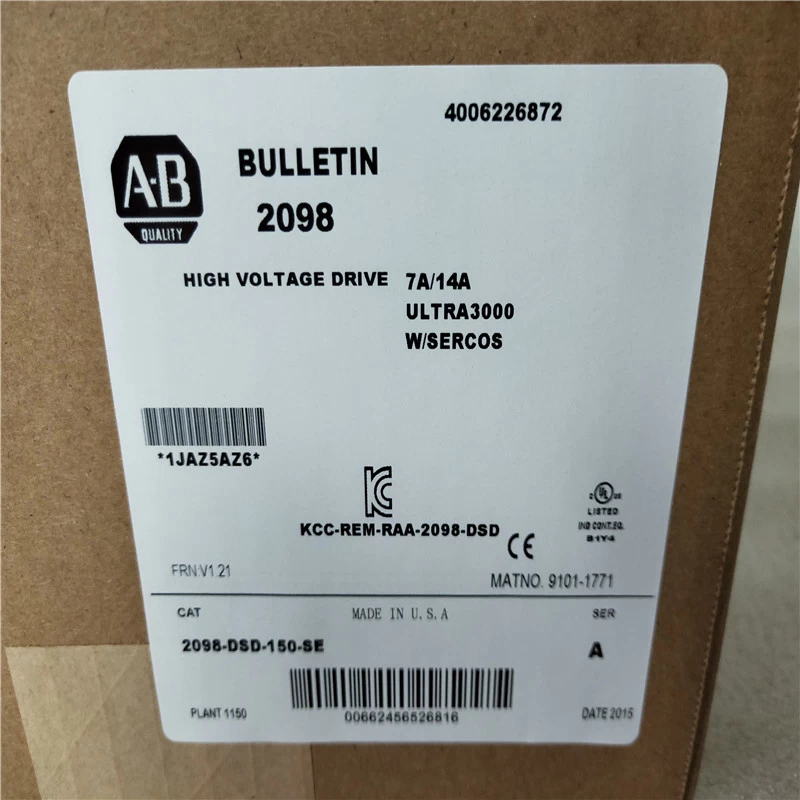 4006226872
A-B
QUALITY
BULLETIN
2098
HIGH VOLTAGE DRIVE 7A/14A
ULTRA3000
W/SERCOS
*1JAZ5AZ6*
KCC-REM-RAA-2098-DSD
CE
UL
LISTED
IND CONT.EQ.
FRN:V1.21
MATNO. 9101-1771
CAT MADE IN U.S.A SER
2098-DSD-150-SE A
PLANT 1150 00662456526816 DATE 2015